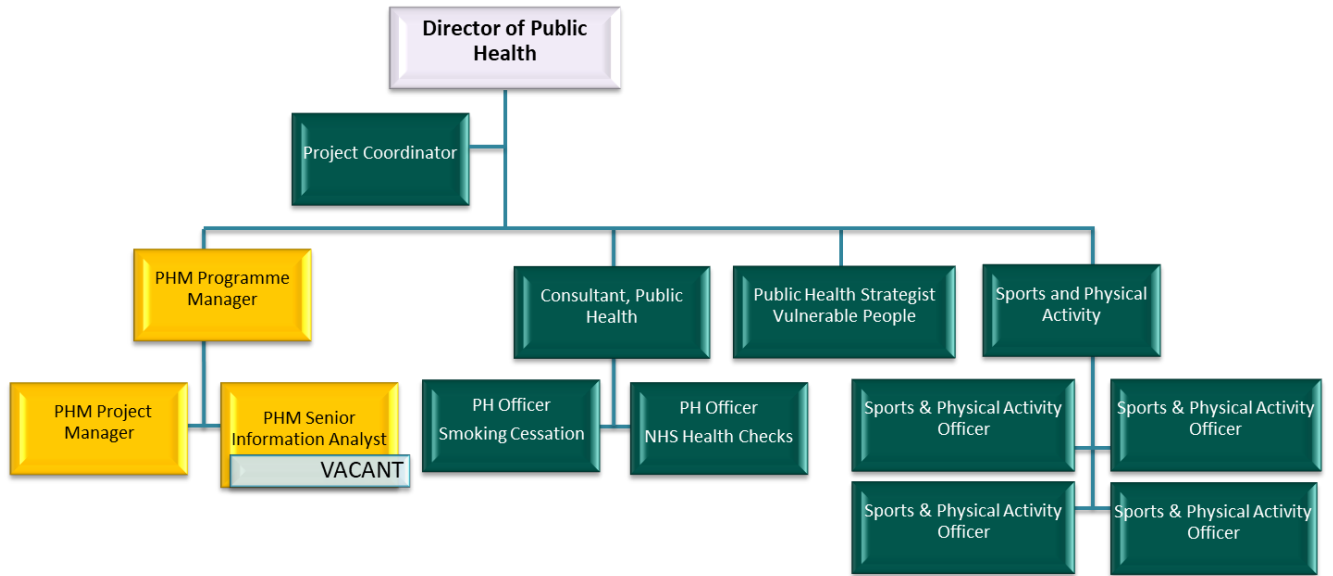 Director of Public
Health
Project Coordinator
PHM Programme
Manager
Consultant, Public
Health
Public Health Strategist
Vulnerable People
Sports and Physical
Activity
PHM Project
Manager
PHM Senior
Information Analyst
VACANT
PH Officer
Smoking Cessation
PH Officer
NHS Health Checks
Sports & Physical Activity
Officer
Sports & Physical Activity
Officer
Sports & Physical Activity
Officer
Sports & Physical Activity
Officer